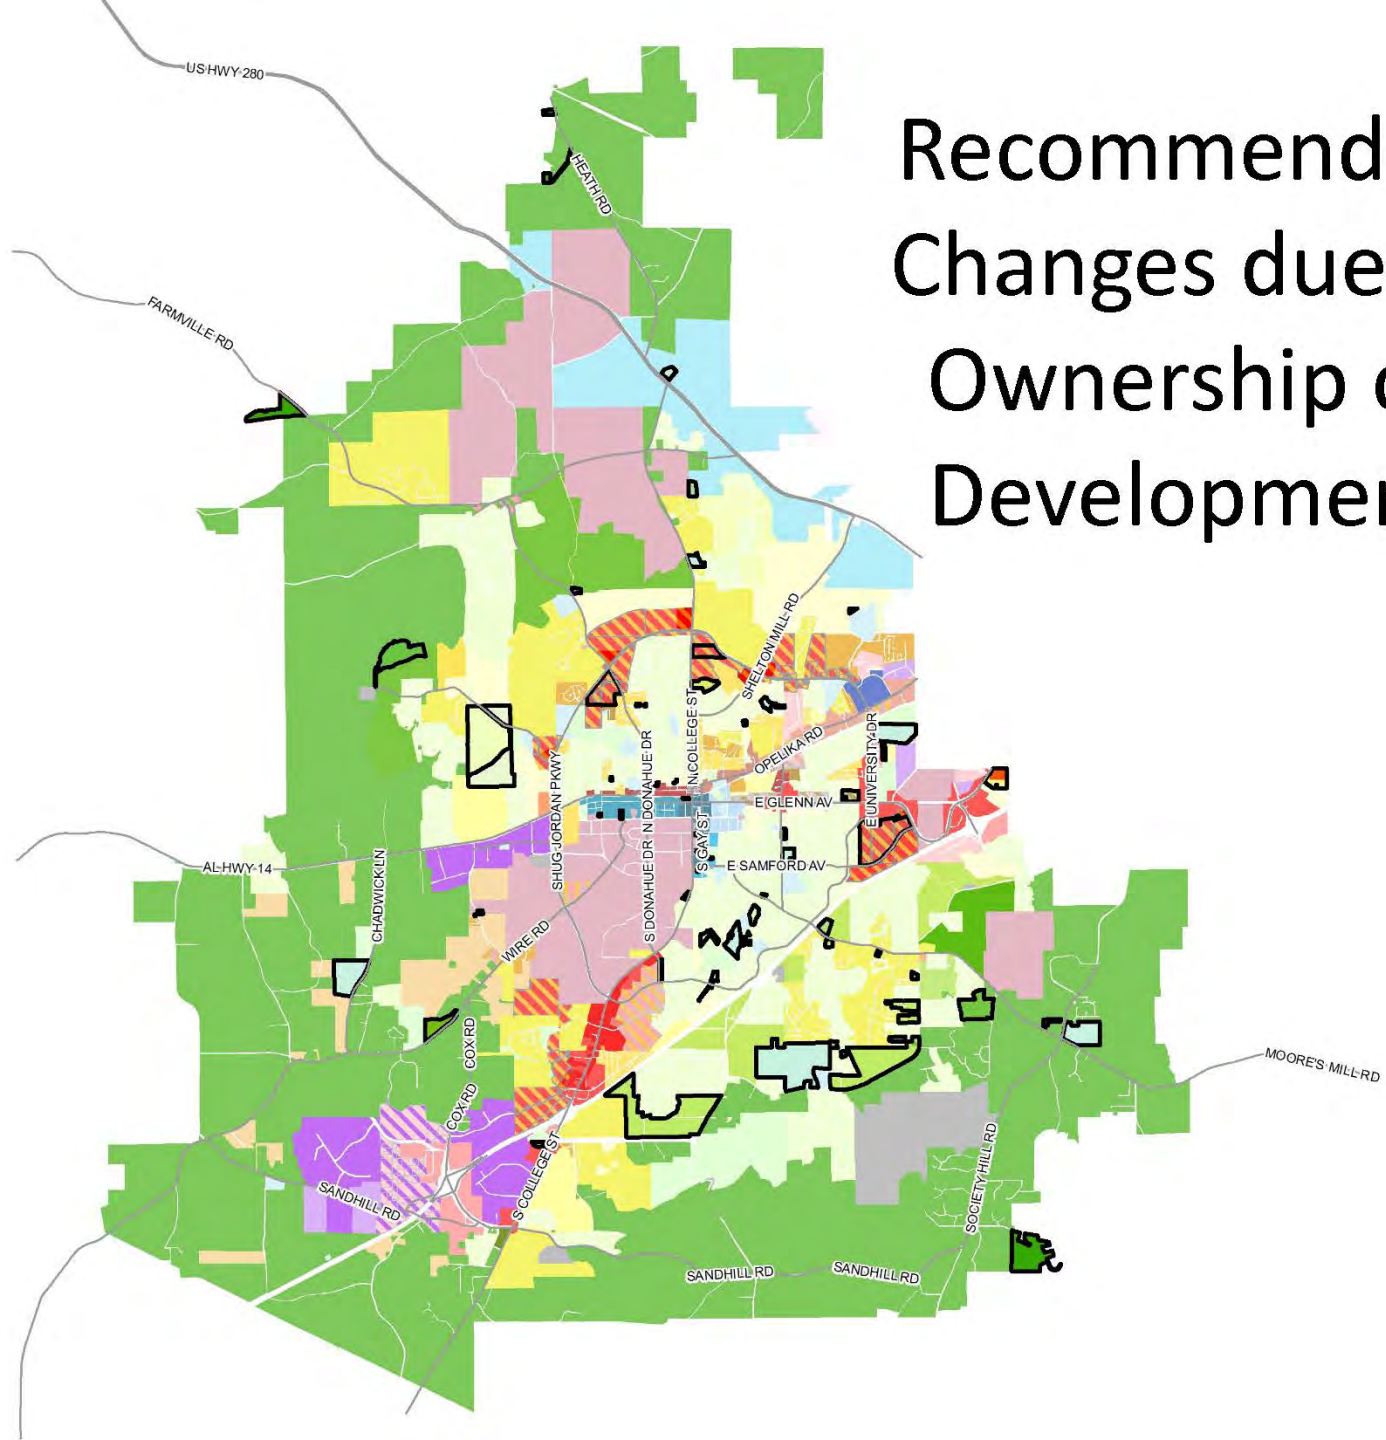 Recommend
Changes due
Ownership
Developmen
US HWY 280
HEATH RD
FARMVILLE RD
SHELTON MILL RD
N COLLEGE ST
OPELIKA RD
E UNIVERSITY DR
SHUG JORDAN PKWY
N DONAHUE DR
S DONAHUE DR
E GLENN AV
S GAY ST
E SAMFORD AV
AL HWY 14
CHADWICK LN
WIRE RD
COX RD
COX RD
MOORE'S MILL RD
S COLLEGE ST
SANDHILL RD
SOCIETY HILL RD
SANDHILL RD
SANDHILL RD